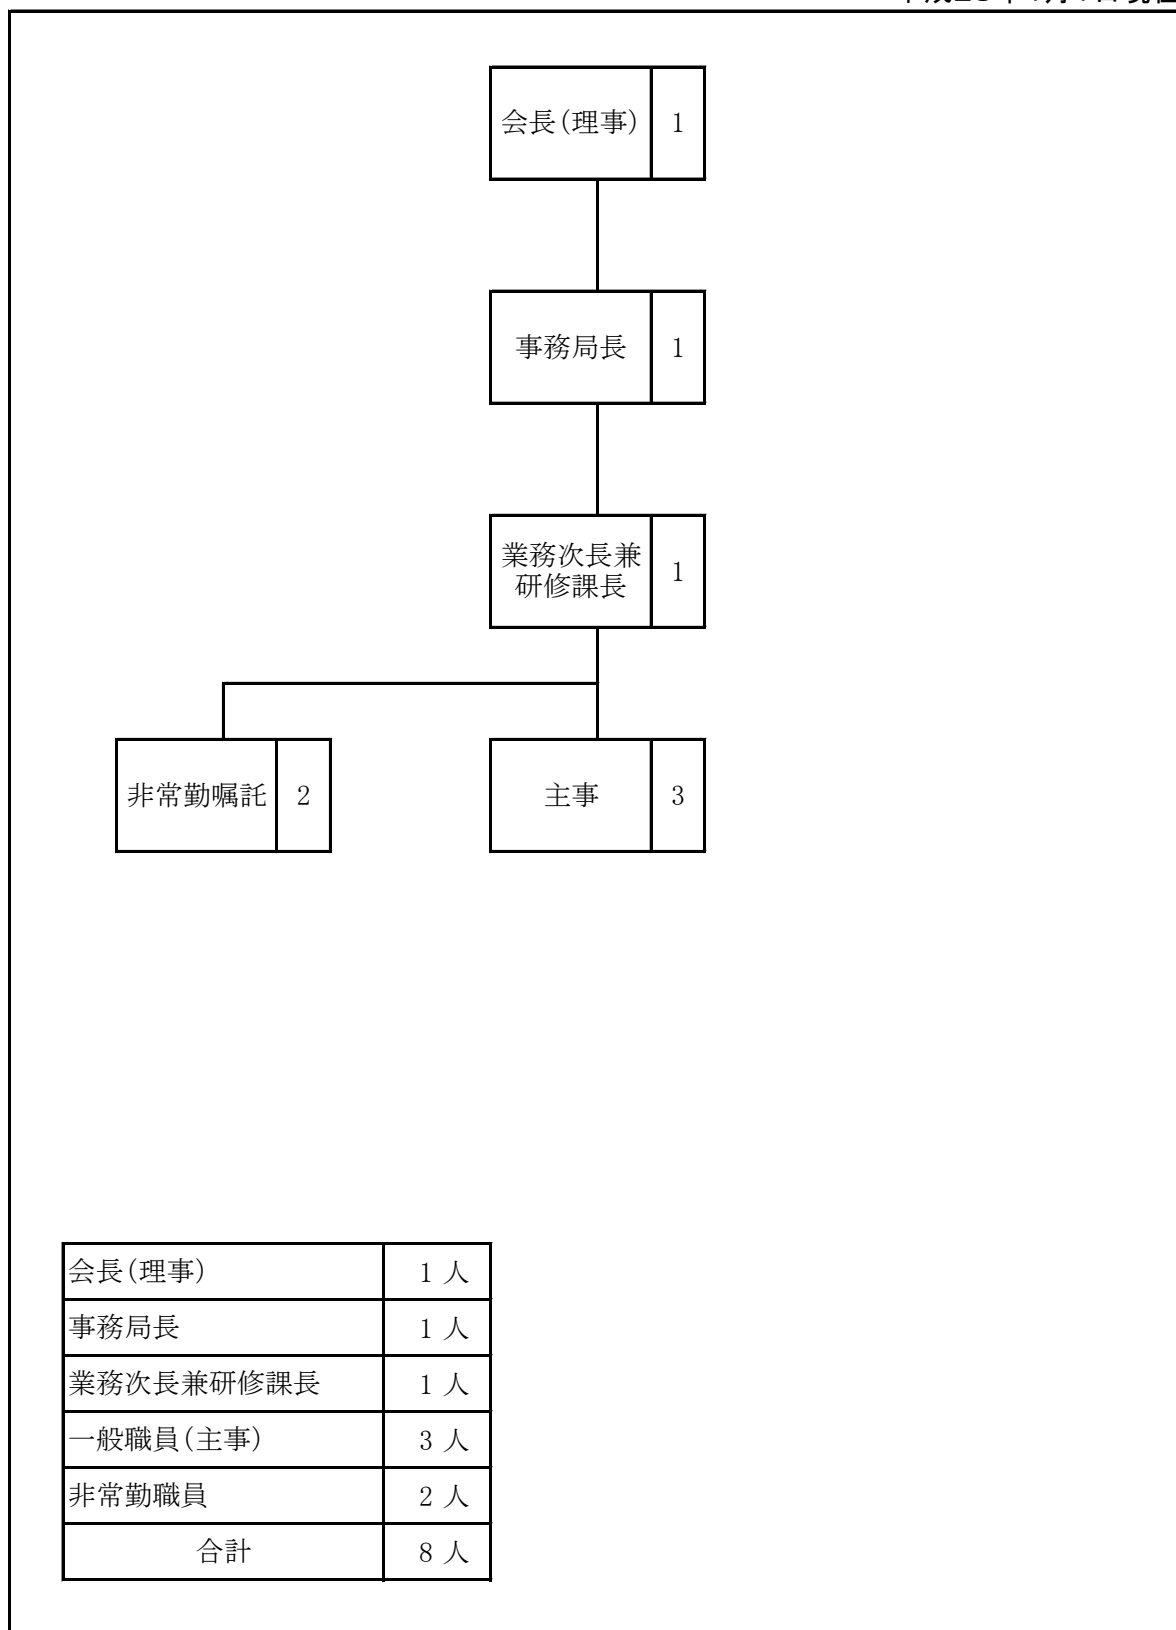 会長(理事) 1
事務局長 1
業務次長兼
研修課長 1
非常勤嘱託 2
主事 3
会長(理事) 1 人
事務局長 1 人
業務次長兼研修課長 1 人
一般職員(主事) 3 人
非常勤職員 2 人
合計 8 人